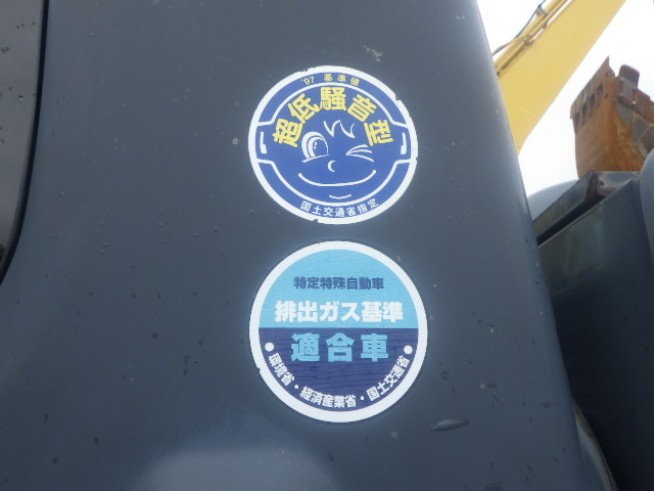 '97 基準値
超低騒音型
国土交通省指定
特定特殊自動車
排出ガス基準
適合車
●環境省・経済産業省・国土交通省●